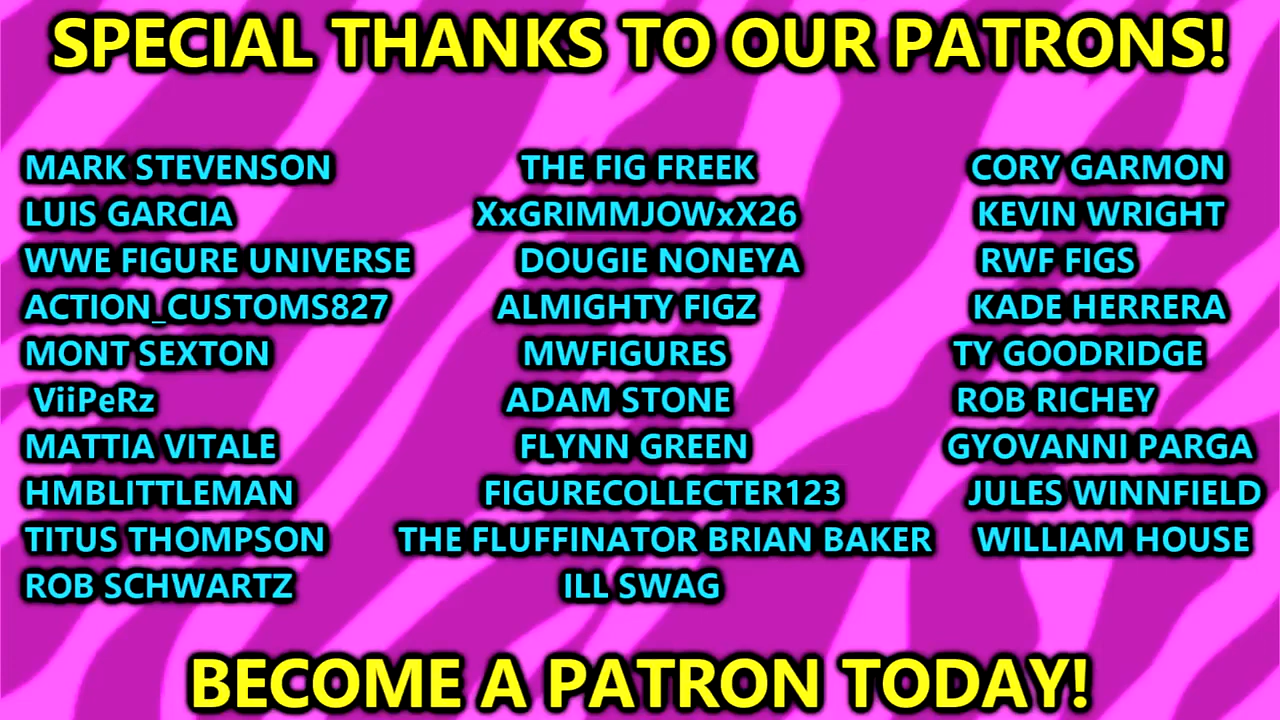 SPECIAL THANKS TO OUR PATRONS!
MARK STEVENSON
LUIS GARCIA
WWE FIGURE UNIVERSE
ACTION_CUSTOMS827
MONT SEXTON
ViiPeRz
MATTIA VITALE
HMBLITTLEMAN
TITUS THOMPSON
ROB SCHWARTZ
THE FIG FREEK
XxGRIMMJOWxX26
DOUGIE NONEYA
ALMIGHTY FIGZ
MWFIGURES
ADAM STONE
FLYNN GREEN
FIGURECOLLECTER123
THE FLUFFINATOR BRIAN BAKER
ILL SWAG
CORY GARMON
KEVIN WRIGHT
RWF FIGS
KADE HERRERA
TY GOODRIDGE
ROB RICHEY
GYOVANNI PARGA
JULES WINNFIELD
WILLIAM HOUSE
BECOME A PATRON TODAY!